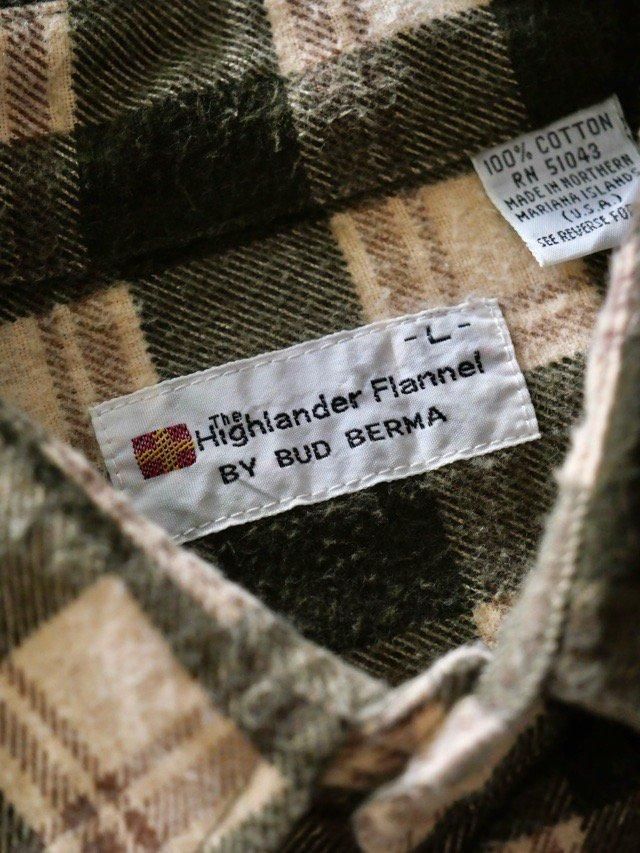 100% COTTON
RN 51043
MADE IN NORTHERN
MARIANA ISLANDS
(U.S.A)
SEE REVERSE FOR
- L -
The
Highlander Flannel
BY BUD BERMA